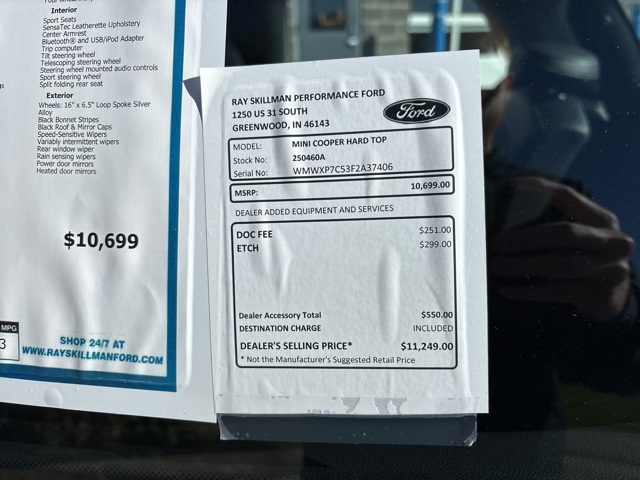 Interior
Sport Seats
SensaTec Leatherette Upholstery
Center Armrest
Bluetooth® and USB/iPod Adapter
Trip computer
Tilt steering wheel
Telescoping steering wheel
Steering wheel mounted audio controls
Sport steering wheel
Split folding rear seat
Exterior
Wheels: 16" x 6.5" Loop Spoke Silver
Alloy
Black Bonnet Stripes
Black Roof & Mirror Caps
Speed-Sensitive Wipers
Variably intermittent wipers
Rear window wiper
Rain sensing wipers
Power door mirrors
Heated door mirrors
$10,699
MPG
3
SHOP 24/7 AT
WWW.RAYSKILLMANFORD.COM
RAY SKILLMAN PERFORMANCE FORD
1250 US 31 SOUTH
GREENWOOD, IN 46143
Ford
MODEL: MINI COOPER HARD TOP
Stock No: 250460A
Serial No: WMWXP7C53F2A37406
MSRP: 10,699.00
DEALER ADDED EQUIPMENT AND SERVICES
DOC FEE $251.00
ETCH $299.00
Dealer Accessory Total $550.00
DESTINATION CHARGE INCLUDED
DEALER'S SELLING PRICE* $11,249.00
* Not the Manufacturer's Suggested Retail Price